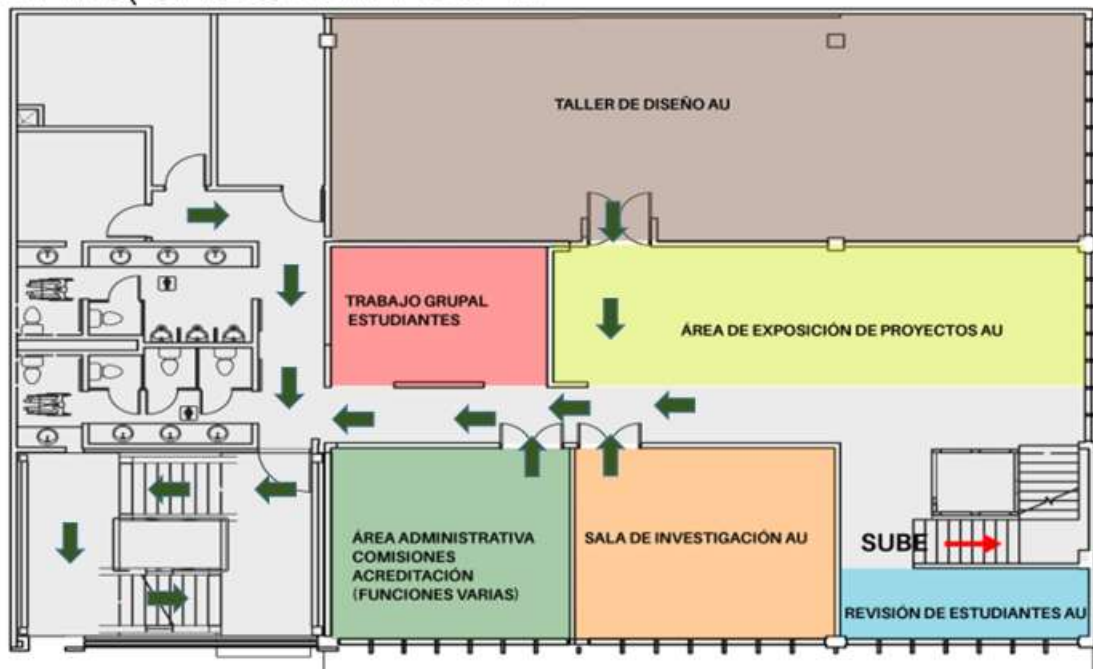 TALLER DE DISEÑO AU
TRABAJO GRUPAL
ESTUDIANTES
ÁREA DE EXPOSICIÓN DE PROYECTOS AU
ÁREA ADMINISTRATIVA
COMISIONES
ACREDITACIÓN
(FUNCIONES VARIAS)
SALA DE INVESTIGACIÓN AU
SUBE
REVISIÓN DE ESTUDIANTES AU